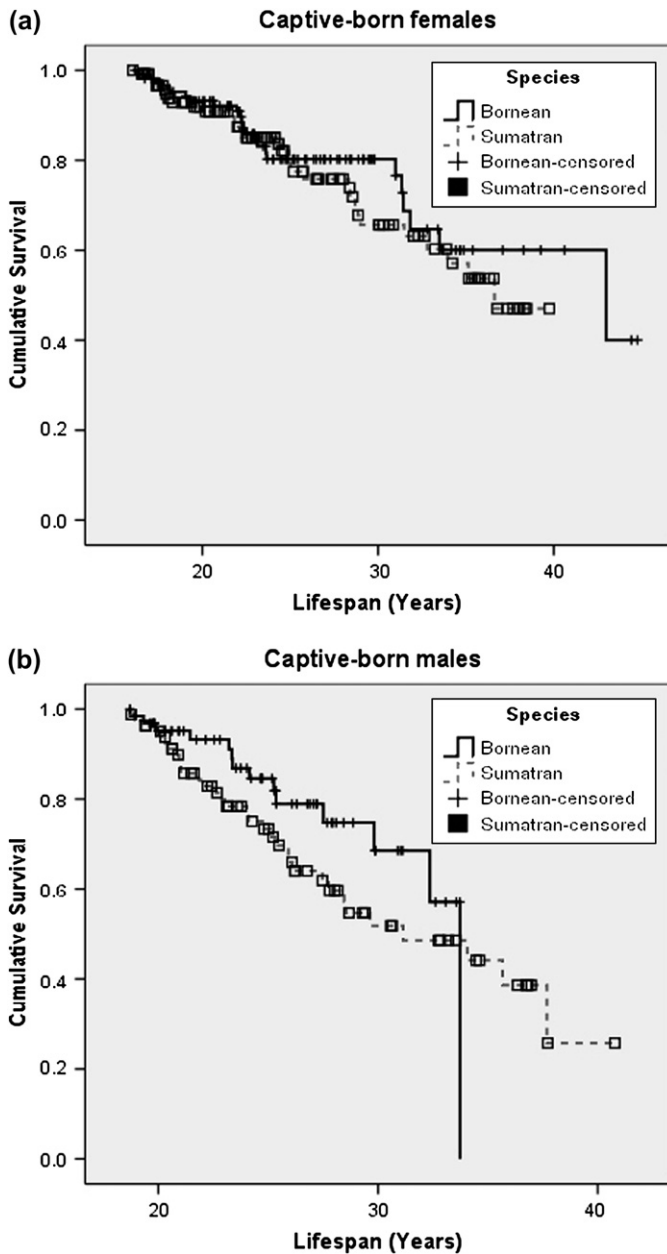 (a)
Captive-born females
Cumulative Survival
1.0
0.8
0.6
0.4
0.2
0.0
Species
Bornean
Sumatran
Bornean-censored
Sumatran-censored
20
30
40
Lifespan (Years)
(b)
Captive-born males
Cumulative Survival
1.0
0.8
0.6
0.4
0.2
0.0
Species
Bornean
Sumatran
Bornean-censored
Sumatran-censored
20
30
40
Lifespan (Years)